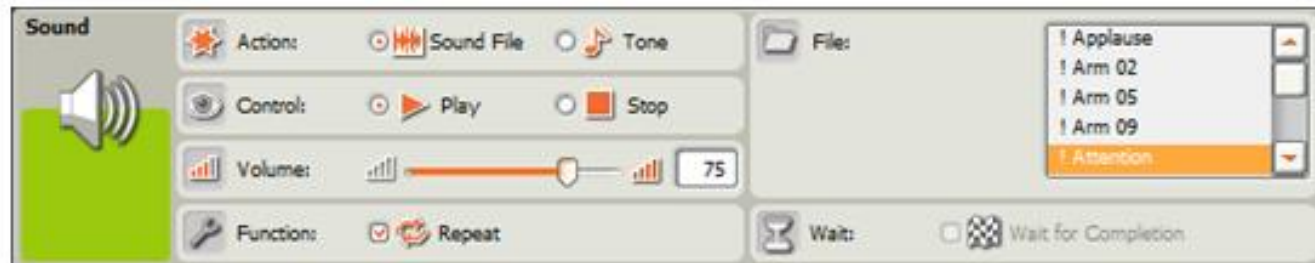 Sound
Action: Sound File Tone
Control: Play Stop
Volume: 75
Function: Repeat
File:
! Applause
! Arm 02
! Arm 05
! Arm 09
! Attention
Wait: Wait for Completion